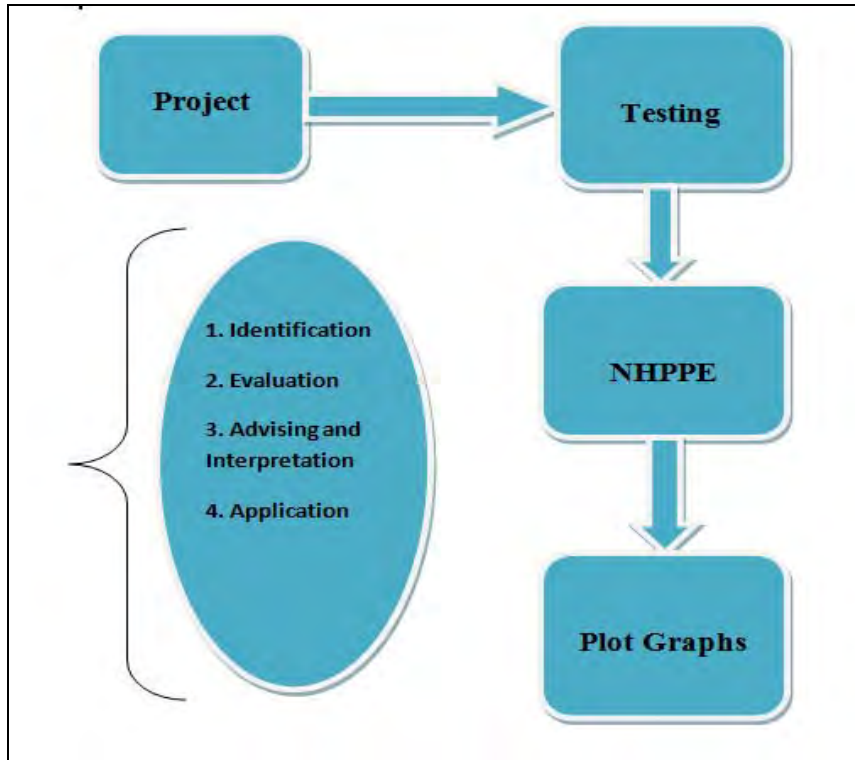 Project
Testing
1. Identification
2. Evaluation
3. Advising and
Interpretation
4. Application
NHPPE
Plot Graphs